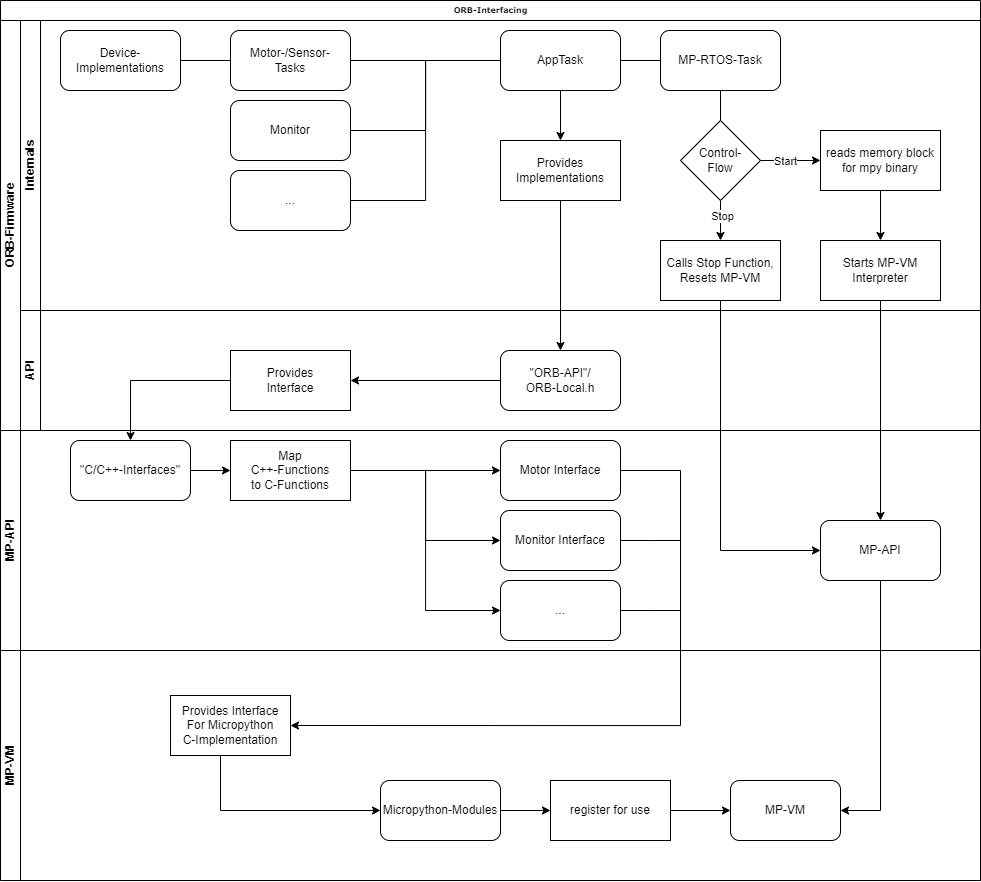 ORB-Interfacing
ORB-Firmware
Internals
Device-
Implementations
Motor-/Sensor-
Tasks
AppTask
MP-RTOS-Task
Monitor
...
Provides
Implementations
Control-
Flow
Start
reads memory block
for mpy binary
Stop
Calls Stop Function,
Resets MP-VM
Starts MP-VM
Interpreter
API
Provides
Interface
"ORB-API"/
ORB-Local.h
MP-API
"C/C++-Interfaces"
Map
C++-Functions
to C-Functions
Motor Interface
Monitor Interface
...
MP-API
MP-VM
Provides Interface
For Micropython
C-Implementation
Micropython-Modules
register for use
MP-VM